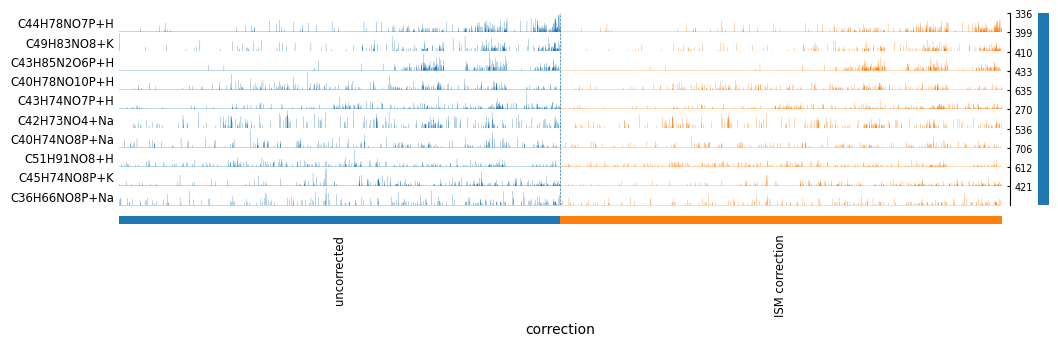 C44H78NO7P+H
C49H83NO8+K
C43H85N2O6P+H
C40H78NO10P+H
C43H74NO7P+H
C42H73NO4+Na
C40H74NO8P+Na
C51H91NO8+H
C45H74NO8P+K
C36H66NO8P+Na
336
399
410
433
635
270
536
706
612
421
uncorrected
ISM correction
correction